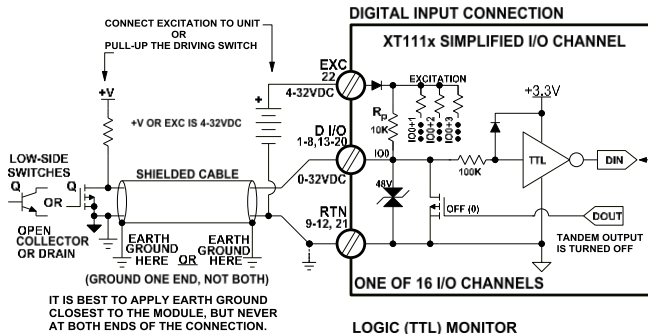 DIGITAL INPUT CONNECTION
CONNECT EXCITATION TO UNIT
OR
PULL-UP THE DRIVING SWITCH
XT111x SIMPLIFIED I/O CHANNEL
EXC
22
4-32VDC
EXCITATION
+3.3V
+V
+
+V OR EXC IS 4-32VDC
RP
10K
IO0+1
IO0+2
IO0+3
D I/O
1-8,13-20
IO0
0-32VDC
100K
TTL
DIN
LOW-SIDE
SWITCHES
Q
OR
Q
SHIELDED CABLE
48V
OFF (0)
DOUT
RTN
9-12, 21
TANDEM OUTPUT
IS TURNED OFF
OPEN
COLLECTOR
OR DRAIN
EARTH
GROUND
HERE
OR
EARTH
GROUND
HERE
(GROUND ONE END, NOT BOTH)
ONE OF 16 I/O CHANNELS
IT IS BEST TO APPLY EARTH GROUND
CLOSEST TO THE MODULE, BUT NEVER
AT BOTH ENDS OF THE CONNECTION.
LOGIC (TTL) MONITOR